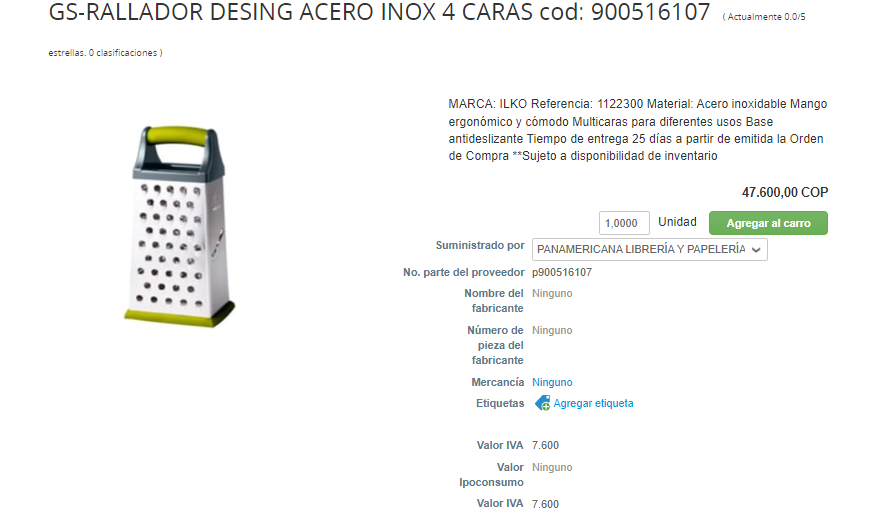 GS-RALLADOR DESING ACERO INOX 4 CARAS cod: 900516107 ( Actualmente 0.0/5
estrellas. 0 clasificaciones )
MARCA: ILKO Referencia: 1122300 Material: Acero inoxidable Mango
ergonómico y cómodo Multicaras para diferentes usos Base
antideslizante Tiempo de entrega 25 días a partir de emitida la Orden
de Compra **Sujeto a disponibilidad de inventario
47.600,00 COP
1,0000 Unidad Agregar al carro
Suministrado por PANAMERICANA LIBRERÍA Y PAPELERÍA
No. parte del proveedor p900516107
Nombre del Ninguno
fabricante
Número de Ninguno
pieza del
fabricante
Mercancía Ninguno
Etiquetas Agregar etiqueta
Valor IVA 7.600
Valor Ninguno
Ipoconsumo
Valor IVA 7.600